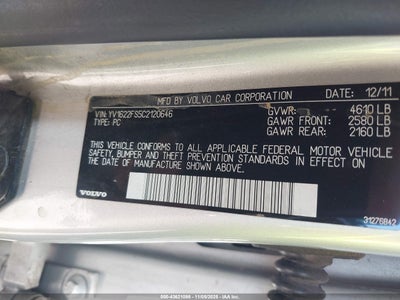 MFD BY VOLVO CAR CORPORATION DATE: 12/11
VIN: YV1622FS5C2120646 GVWR: 4610 LB
TYPE: PC GAWR FRONT: 2580 LB
GAWR REAR: 2160 LB
THIS VEHICLE CONFORMS TO ALL APPLICABLE FEDERAL MOTOR VEHICLE
SAFETY, BUMPER AND THEFT PREVENTION STANDARDS IN EFFECT ON
THE DATE OF MANUFACTURE SHOWN ABOVE.
VOLVO
31276842